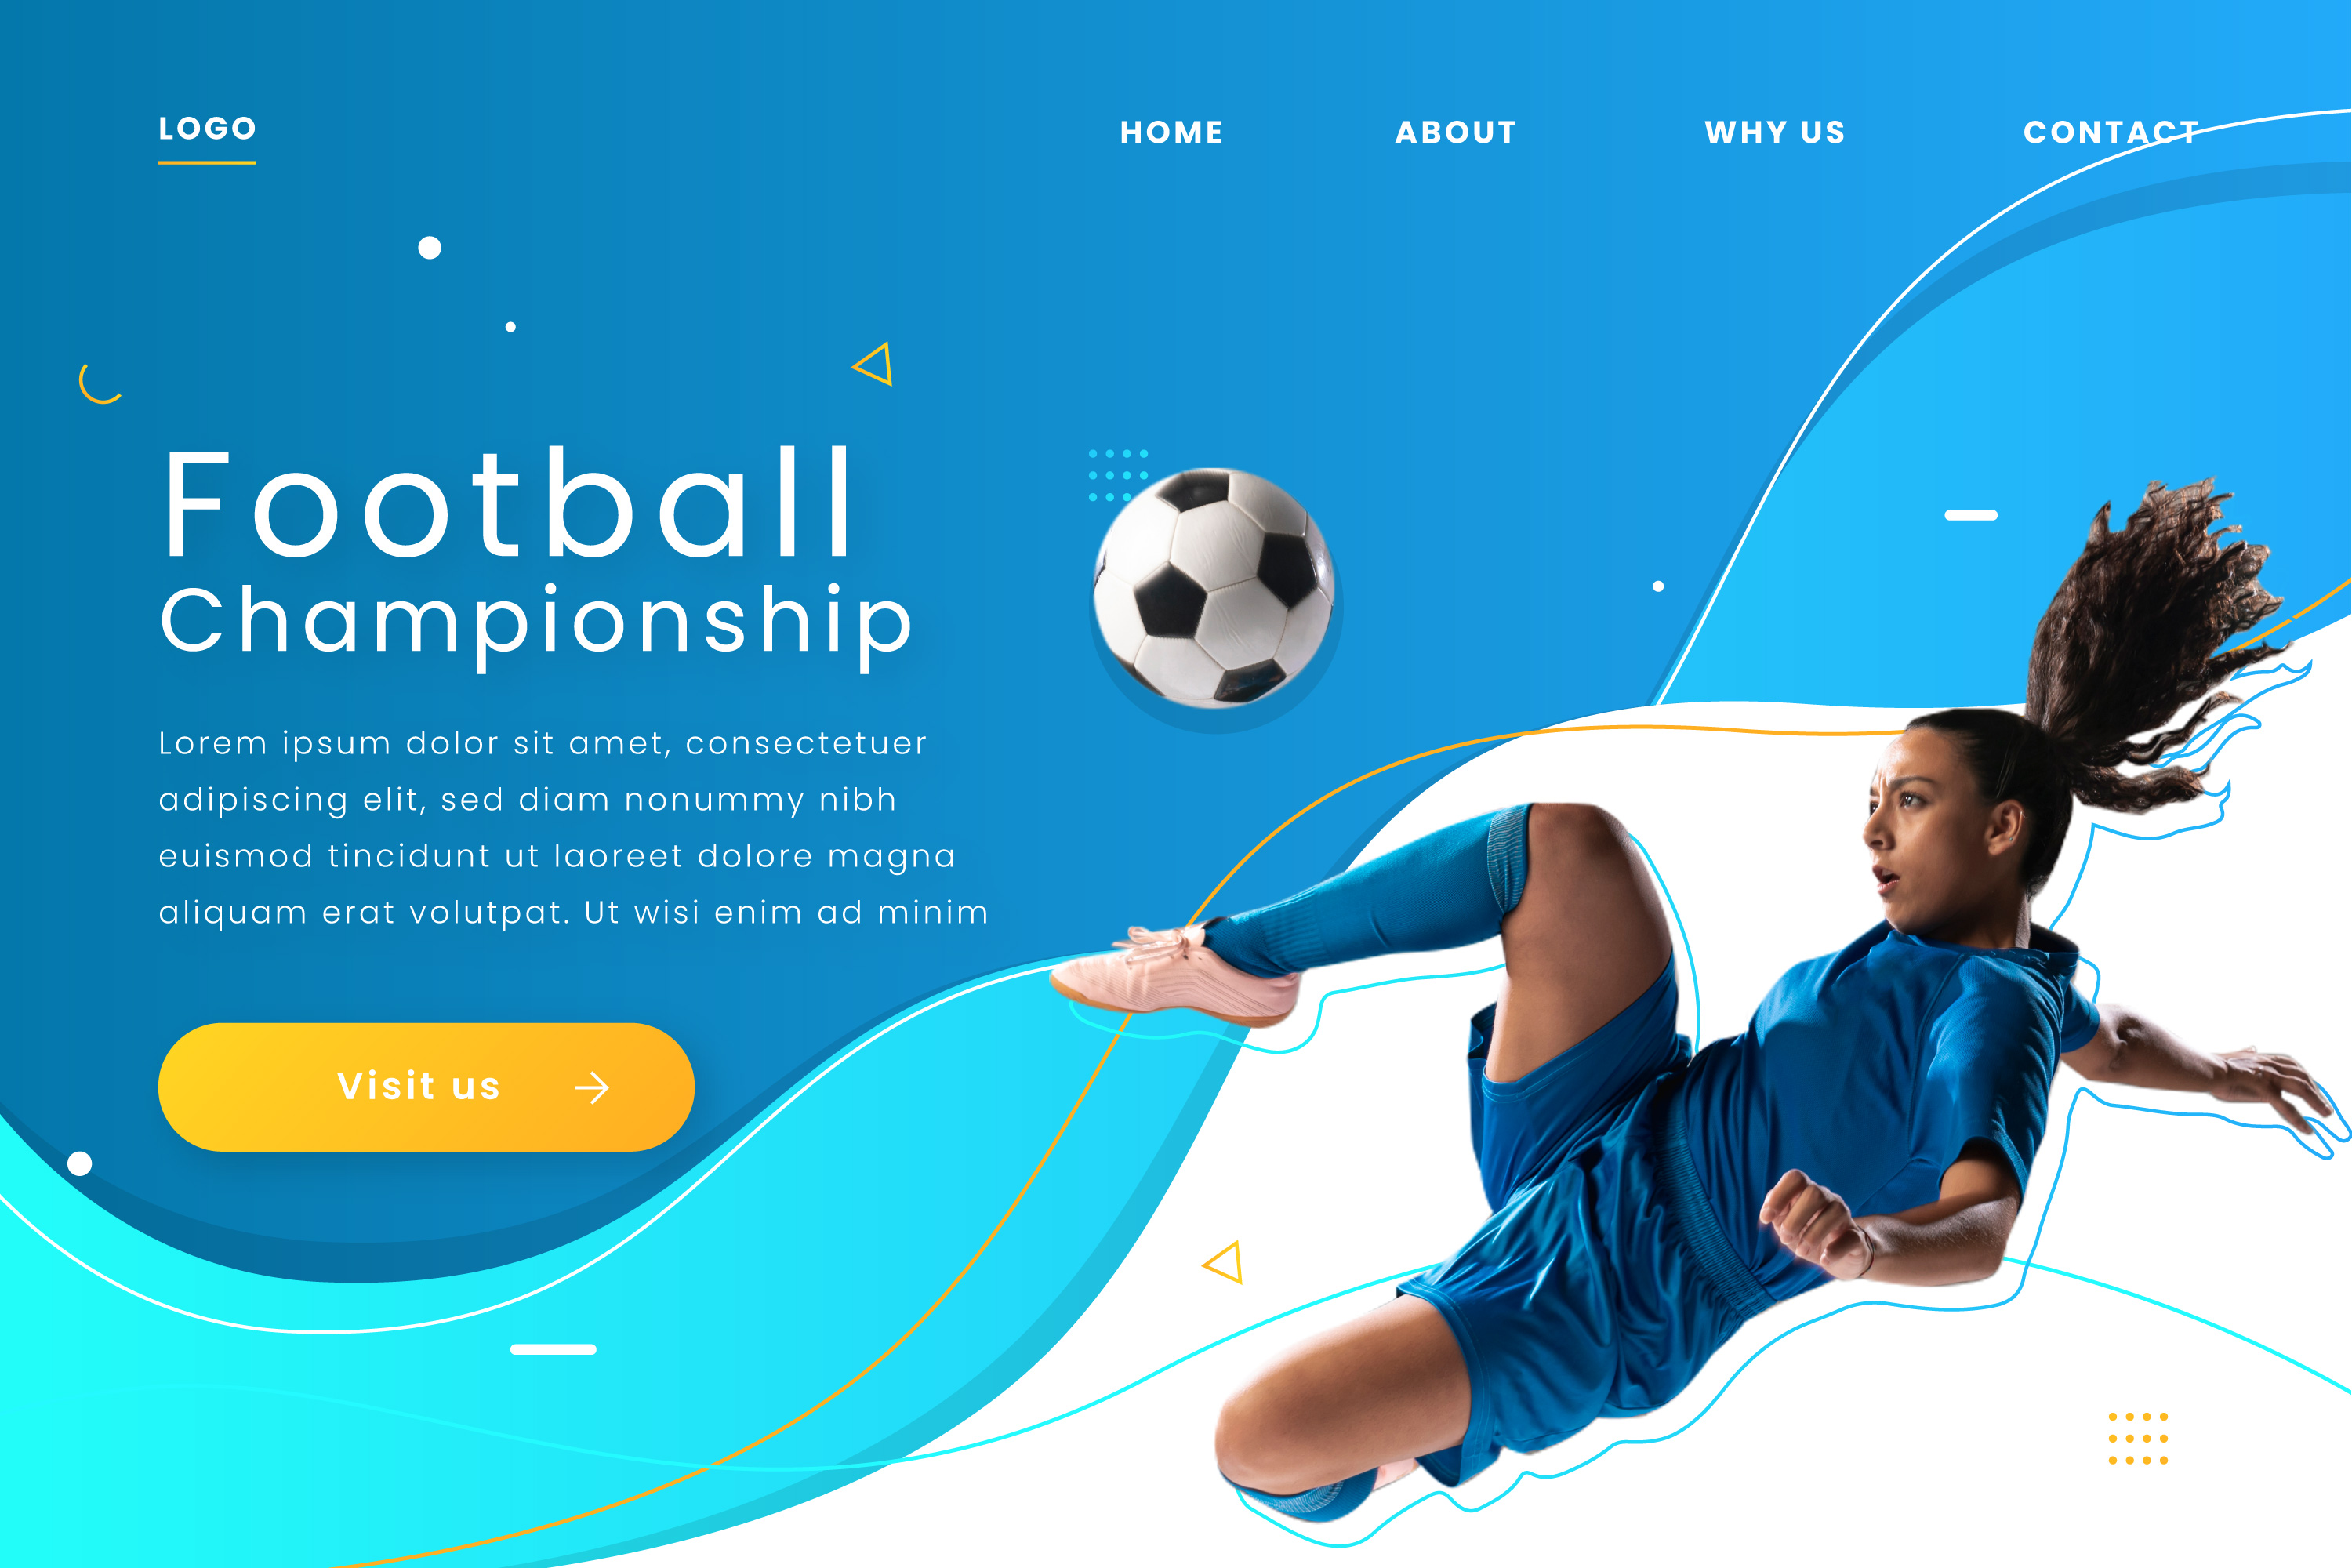 LOGO
HOME ABOUT WHY US CONTACT
Football
Championship
Lorem ipsum dolor sit amet, consectetuer
adipiscing elit, sed diam nonummy nibh
euismod tincidunt ut laoreet dolore magna
aliquam erat volutpat. Ut wisi enim ad minim
Visit us